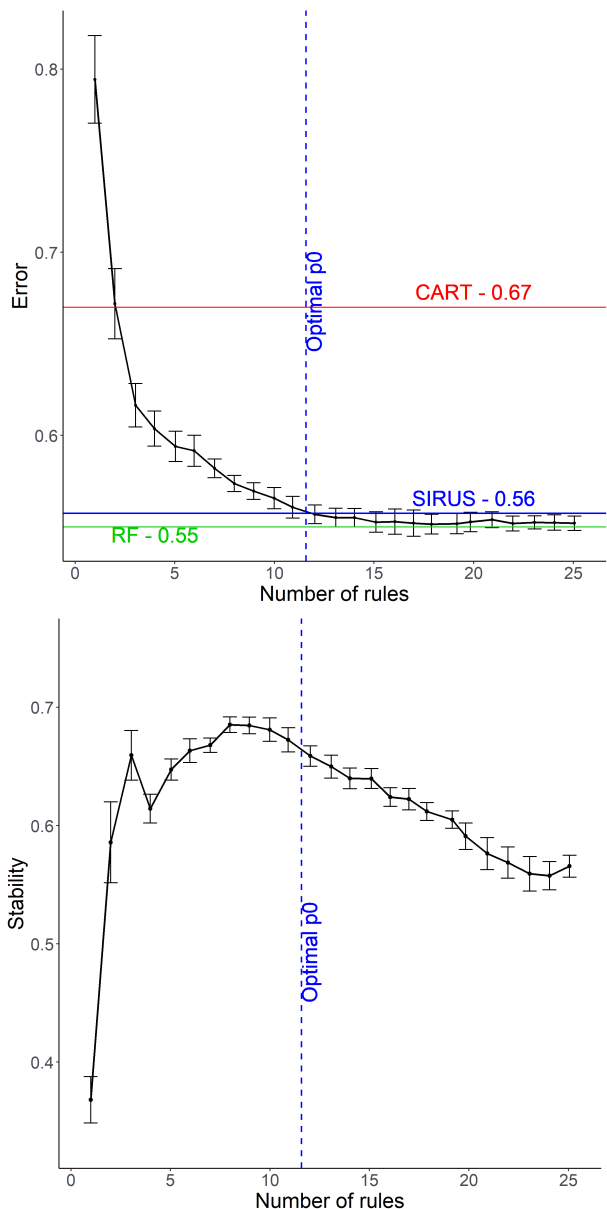 0.8
0.7
0.6
Error
Optimal p0
CART - 0.67
SIRUS - 0.56
RF - 0.55
0 5 10 15 20 25
Number of rules
0.7
0.6
0.5
0.4
Stability
Optimal p0
0 5 10 15 20 25
Number of rules